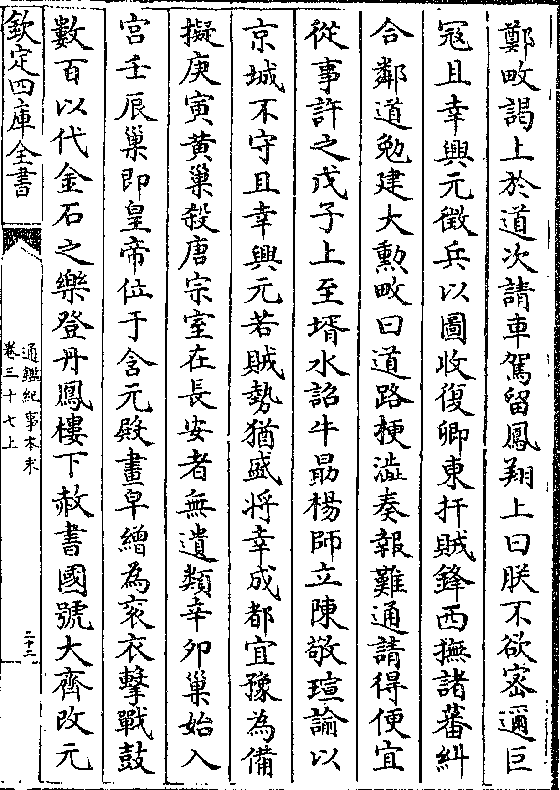 鄭畋謁上於道次請車駕留鳳翔上曰朕不欲密邇巨
冦且幸興元徴兵以圖收復卿東扞賊鋒西撫諸蕃糾
合鄰道勉建大勲畋曰道路梗澁奏報難通請得便宜
從事許之戊子上至壻水詔牛勗楊師立陳敬瑄諭以
京城不守且幸興元若賊勢猶盛将幸成都宜豫為備
擬庚寅黄巢殺唐宗室在長安者無遺類辛卯巢始入
宫壬辰巢即皇帝位于含元殿畫皁繒為衮衣擊戰鼓
數百以代金石之樂登丹鳳樓下赦書國號大齊改元
欽定四庫全書
通鑑紀事本末
卷三十七上
二十三